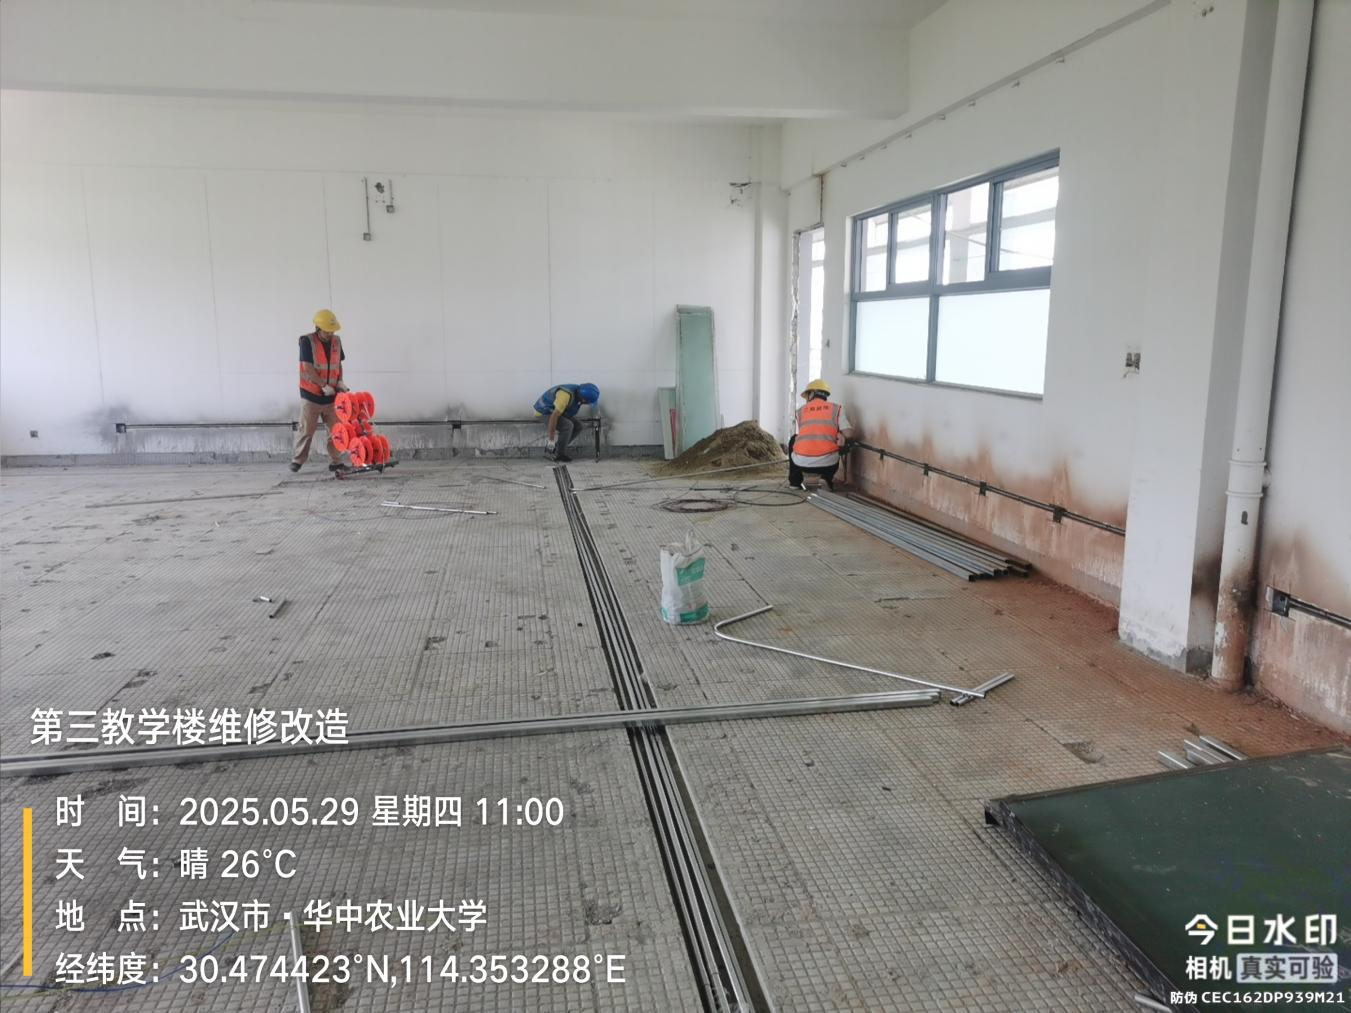 第三教学楼维修改造
时 间：2025.05.29 星期四 11:00
天 气：晴 26°C
地 点：武汉市·华中农业大学
经纬度：30.474423°N,114.353288°E
今日水印
相机 真实可验
防伪 CEC162DP939M21